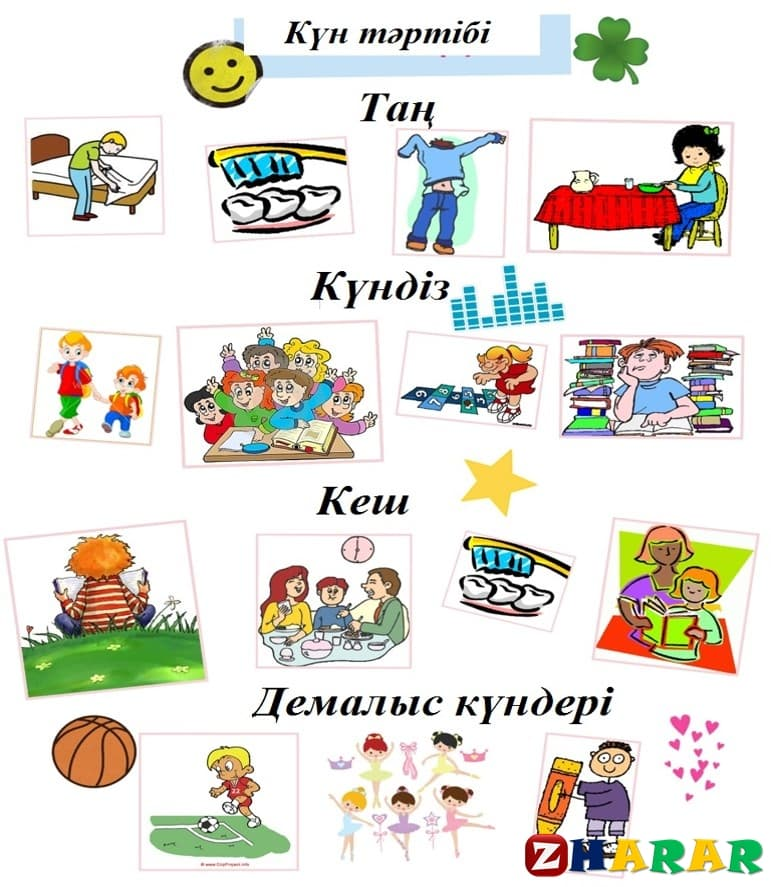 Күн тәртібі
Таң
Күндіз
Кеш
Демалыс күндері
ZHARAR